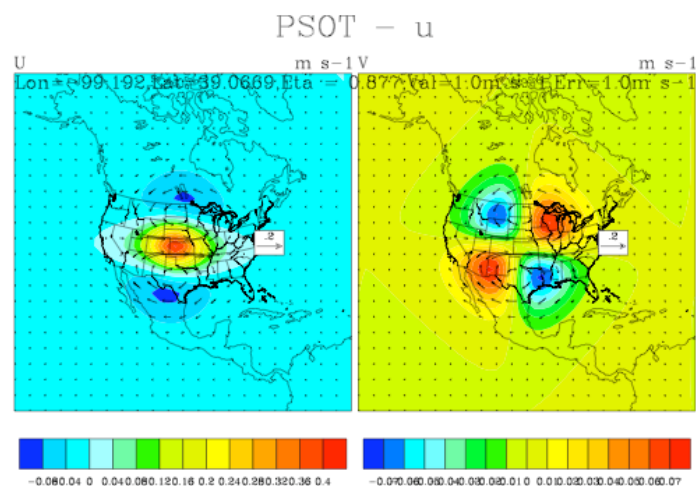 PSOT - u
U m s-1 V m s-1
Lon=-99.192,Lat=39.0669,Eta = 0.877,Val=1.0m s-1,Err=1.0m s-1
.2 .2
-0.08 0.04 0 0.04 0.08 0.12 0.16 0.2 0.24 0.28 0.32 0.36 0.4
-0.07 0.06 0.05 0.04 0.03 0.02 0.01 0 0.01 0.02 0.03 0.04 0.05 0.06 0.07